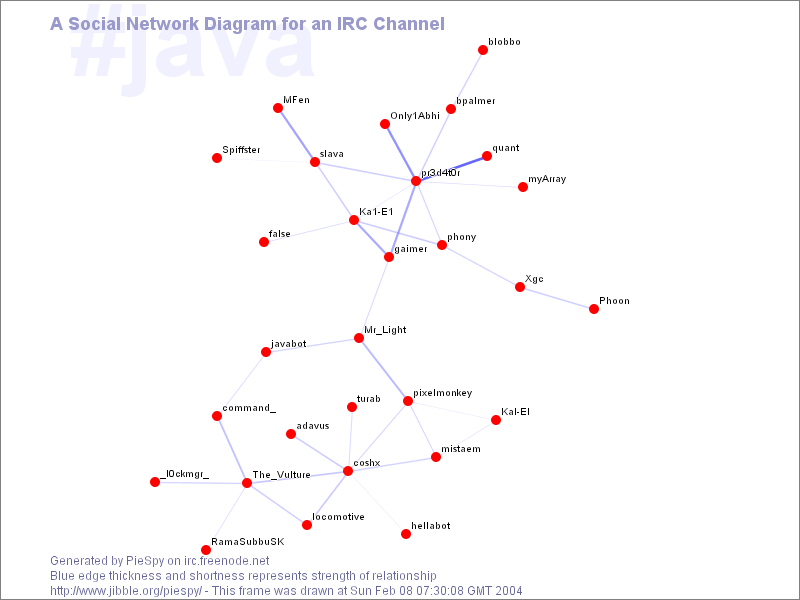 #java
A Social Network Diagram for an IRC Channel
blobbo
MFen
bpalmer
Only1Abhi
Spiffster
slava
quant
pr3d4t0r
myArray
Ka1-E1
false
phony
gaimer
Xgc
Phoon
Mr_Light
javabot
pixelmonkey
turab
command_
Kal-El
adavus
mistaem
coshx
_l0ckmgr_
The_Vulture
locomotive
hellabot
RamaSubbuSK
Generated by PieSpy on irc.freenode.net
Blue edge thickness and shortness represents strength of relationship
http://www.jibble.org/piespy/ - This frame was drawn at Sun Feb 08 07:30:08 GMT 2004